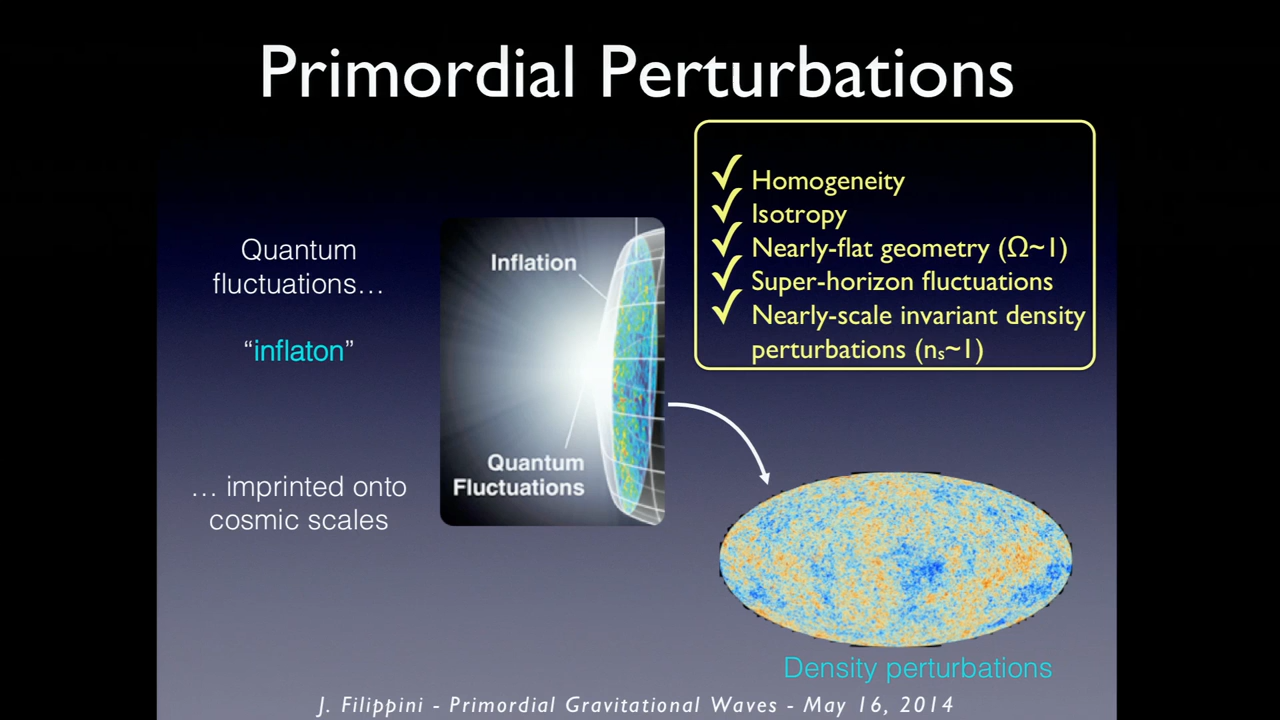 Primordial Perturbations
✓ Homogeneity
✓ Isotropy
✓ Nearly-flat geometry (Ω~1)
✓ Super-horizon fluctuations
✓ Nearly-scale invariant density
perturbations (nₛ~1)
Quantum
fluctuations…
“inflaton”
… imprinted onto
cosmic scales
Inflation
Quantum
Fluctuations
Density perturbations
J. Filippini - Primordial Gravitational Waves - May 16, 2014